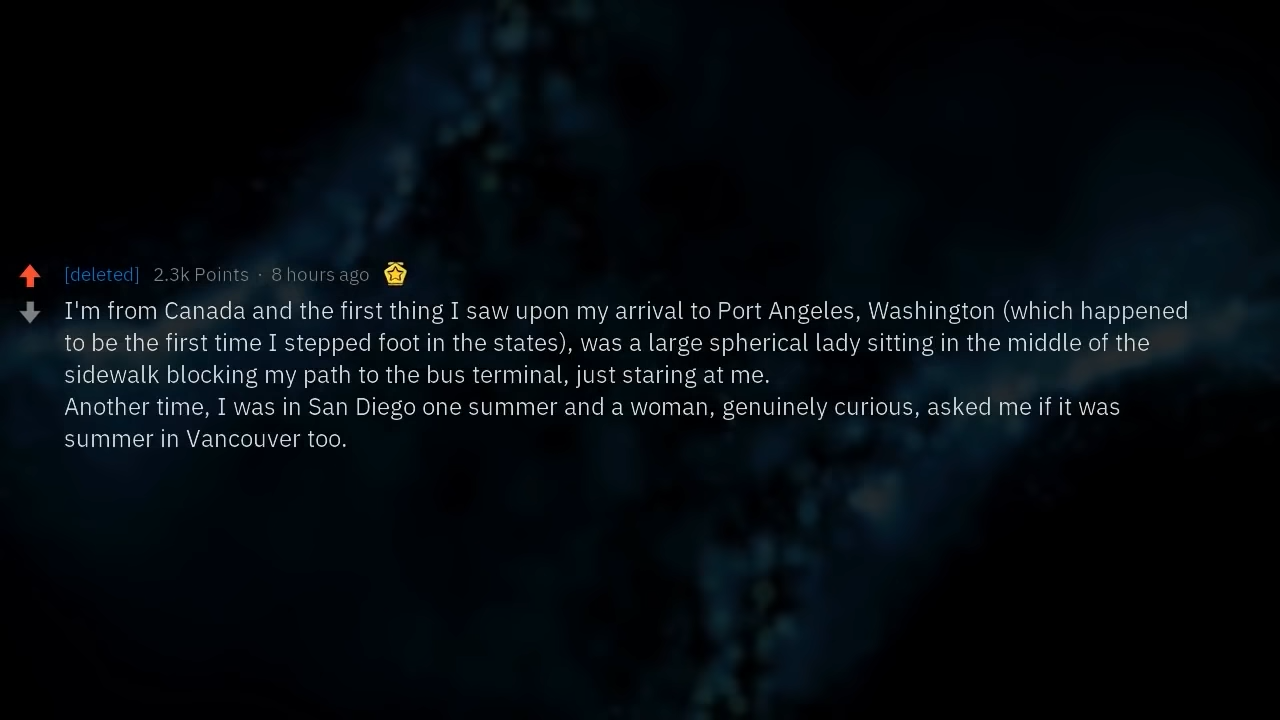 [deleted] 2.3k Points · 8 hours ago
I'm from Canada and the first thing I saw upon my arrival to Port Angeles, Washington (which happened
to be the first time I stepped foot in the states), was a large spherical lady sitting in the middle of the
sidewalk blocking my path to the bus terminal, just staring at me.
Another time, I was in San Diego one summer and a woman, genuinely curious, asked me if it was
summer in Vancouver too.